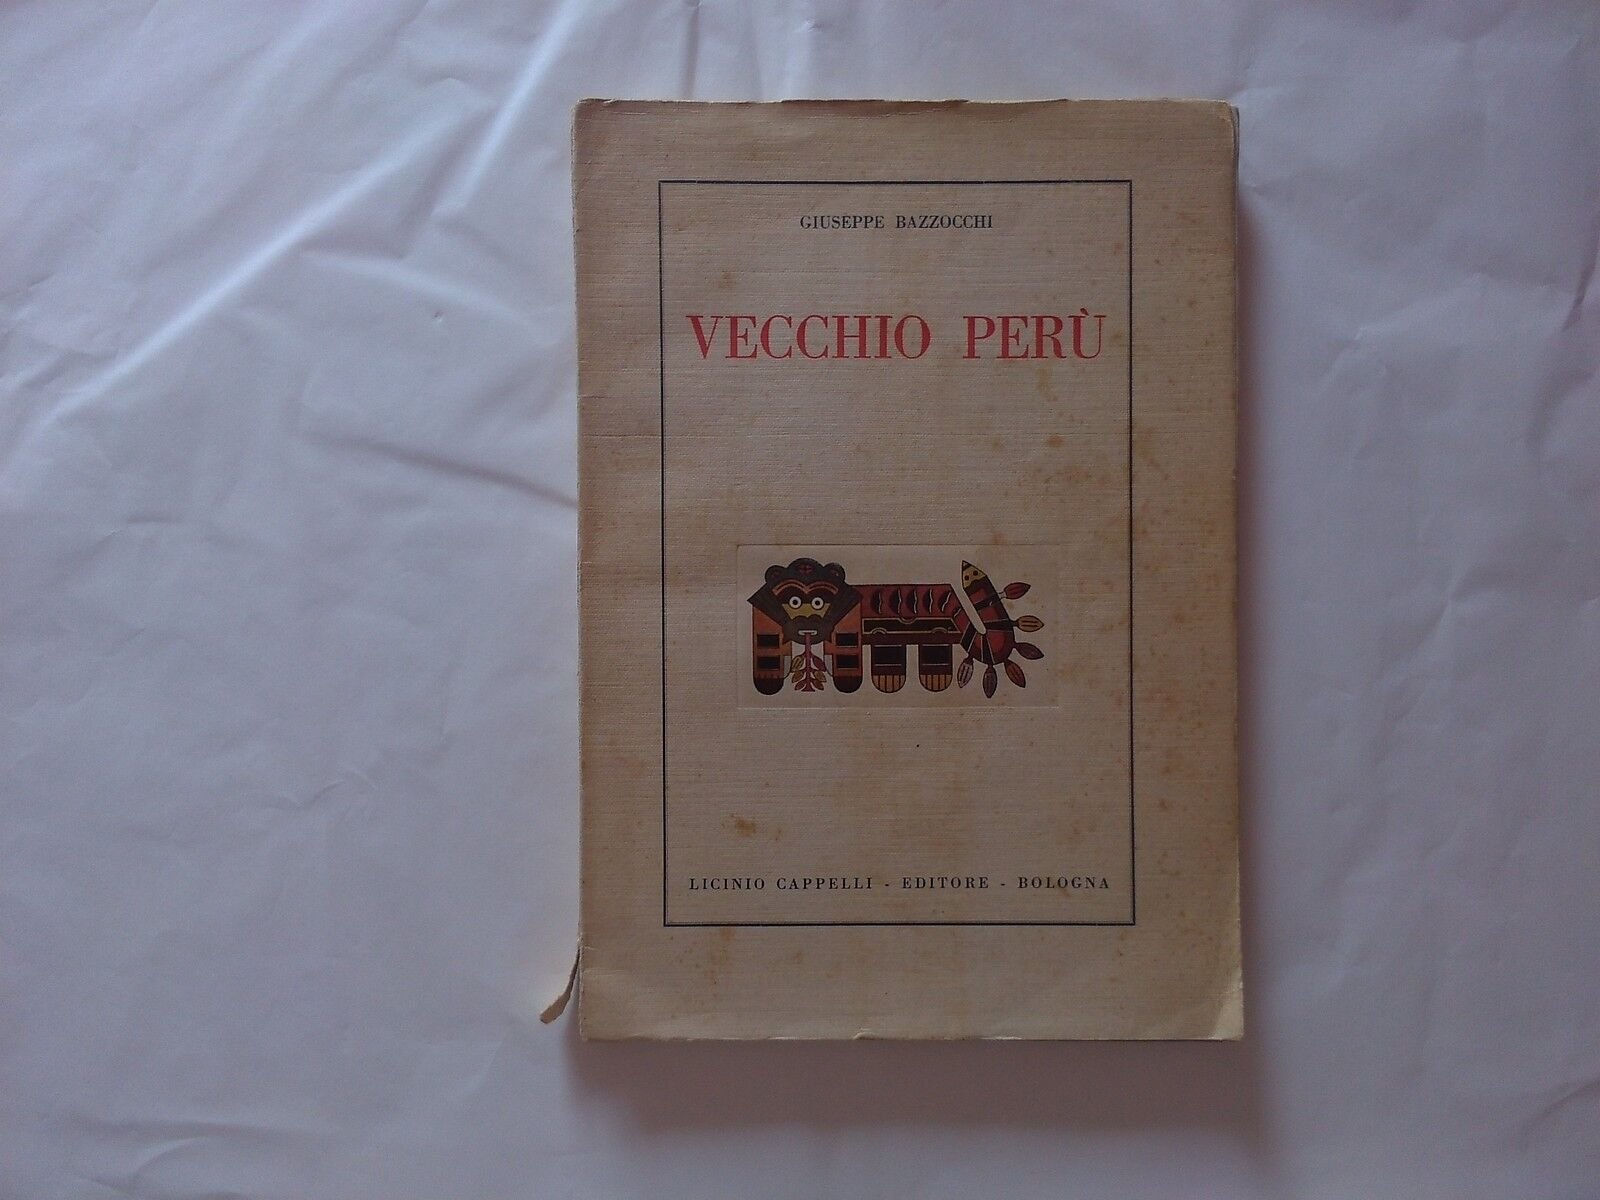 GIUSEPPE BAZZOCCHI
VECCHIO PERÙ
LICINIO CAPPELLI - EDITORE - BOLOGNA